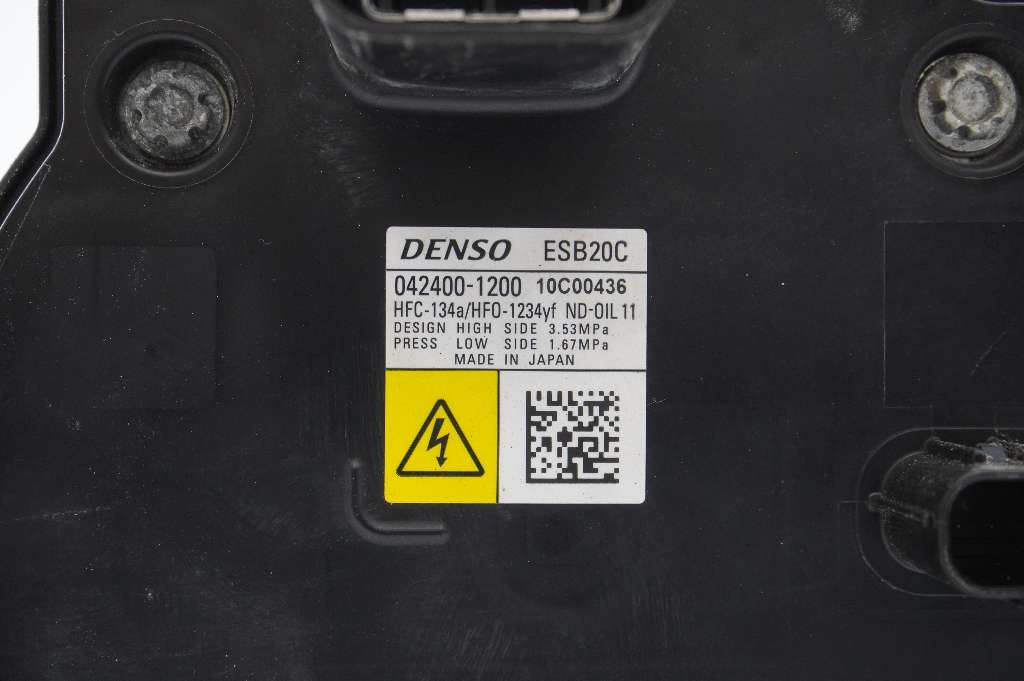 DENSO ESB20C
042400-1200 10C00436
HFC-134a/HFO-1234yf ND-OIL 11
DESIGN HIGH SIDE 3.53MPa
PRESS LOW SIDE 1.67MPa
MADE IN JAPAN